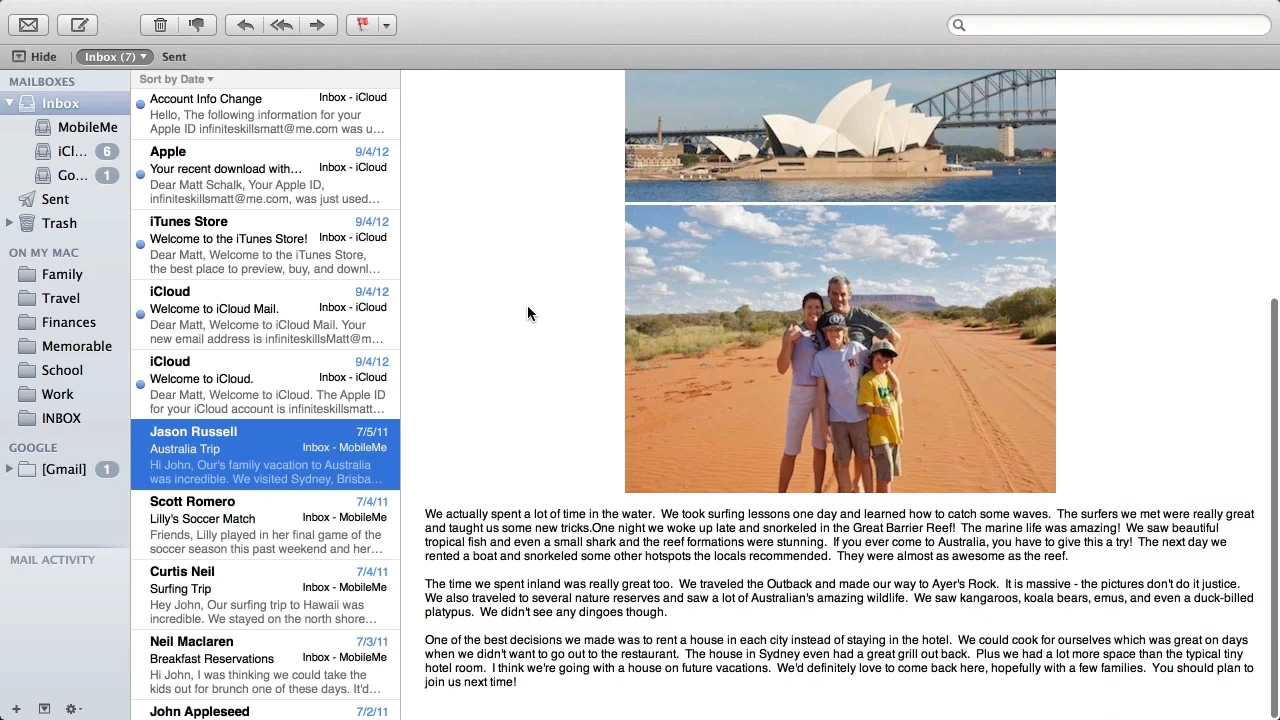 Hide
Inbox (7)
Sent
MAILBOXES
Inbox
MobileMe
iCl... 6
Go... 1
Sent
Trash
ON MY MAC
Family
Travel
Finances
Memorable
School
Work
INBOX
GOOGLE
[Gmail] 1
MAIL ACTIVITY
Sort by Date
Account Info Change Inbox - iCloud
Hello, The following information for your
Apple ID infiniteskillsmatt@me.com was u...
Apple 9/4/12
Your recent download with... Inbox - iCloud
Dear Matt Schalk, Your Apple ID,
infiniteskillsmatt@me.com, was just used...
iTunes Store 9/4/12
Welcome to the iTunes Store! Inbox - iCloud
Dear Matt, Welcome to the iTunes Store,
the best place to preview, buy, and downl...
iCloud 9/4/12
Welcome to iCloud Mail. Inbox - iCloud
Dear Matt, Welcome to iCloud Mail. Your
new email address is infiniteskillsMatt@m...
iCloud 9/4/12
Welcome to iCloud. Inbox - iCloud
Dear Matt, Welcome to iCloud. The Apple ID
for your iCloud account is infiniteskillsmatt...
Jason Russell 7/5/11
Australia Trip Inbox - MobileMe
Hi John, Our's family vacation to Australia
was incredible. We visited Sydney, Brisba...
Scott Romero 7/4/11
Lilly's Soccer Match Inbox - MobileMe
Friends, Lilly played in her final game of the
soccer season this past weekend and her...
Curtis Neil 7/4/11
Surfing Trip Inbox - MobileMe
Hey John, Our surfing trip to Hawaii was
incredible. We stayed on the north shore...
Neil Maclaren 7/3/11
Breakfast Reservations Inbox - MobileMe
Hi John, I was thinking we could take the
kids out for brunch one of these days. It'd...
John Appleseed 7/2/11
We actually spent a lot of time in the water. We took surfing lessons one day and learned how to catch some waves. The surfers we met were really great
and taught us some new tricks.One night we woke up late and snorkeled in the Great Barrier Reef! The marine life was amazing! We saw beautiful
tropical fish and even a small shark and the reef formations were stunning. If you ever come to Australia, you have to give this a try! The next day we
rented a boat and snorkeled some other hotspots the locals recommended. They were almost as awesome as the reef.
The time we spent inland was really great too. We traveled the Outback and made our way to Ayer's Rock. It is massive - the pictures don't do it justice.
We also traveled to several nature reserves and saw a lot of Australian's amazing wildlife. We saw kangaroos, koala bears, emus, and even a duck-billed
platypus. We didn't see any dingoes though.
One of the best decisions we made was to rent a house in each city instead of staying in the hotel. We could cook for ourselves which was great on days
when we didn't want to go out to the restaurant. The house in Sydney even had a great grill out back. Plus we had a lot more space than the typical tiny
hotel room. I think we're going with a house on future vacations. We'd definitely love to come back here, hopefully with a few families. You should plan to
join us next time!